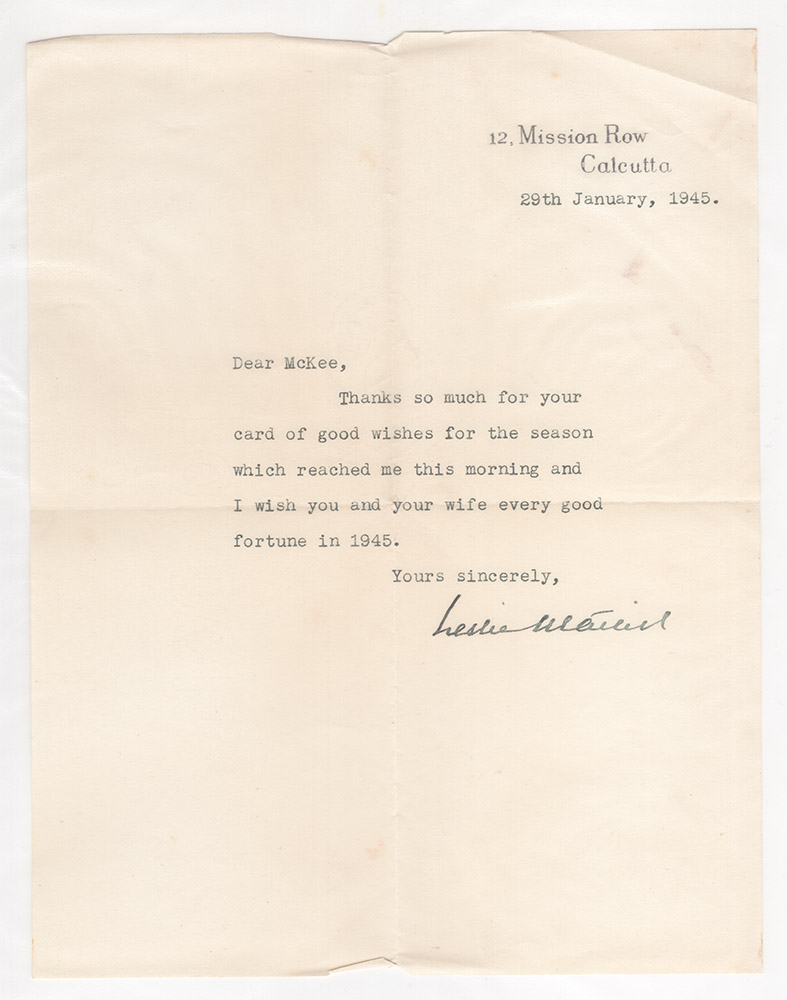 12, Mission Row
Calcutta
29th January, 1945.
Dear McKee,
Thanks so much for your
card of good wishes for the season
which reached me this morning and
I wish you and your wife every good
fortune in 1945.
Yours sincerely,
Leslie